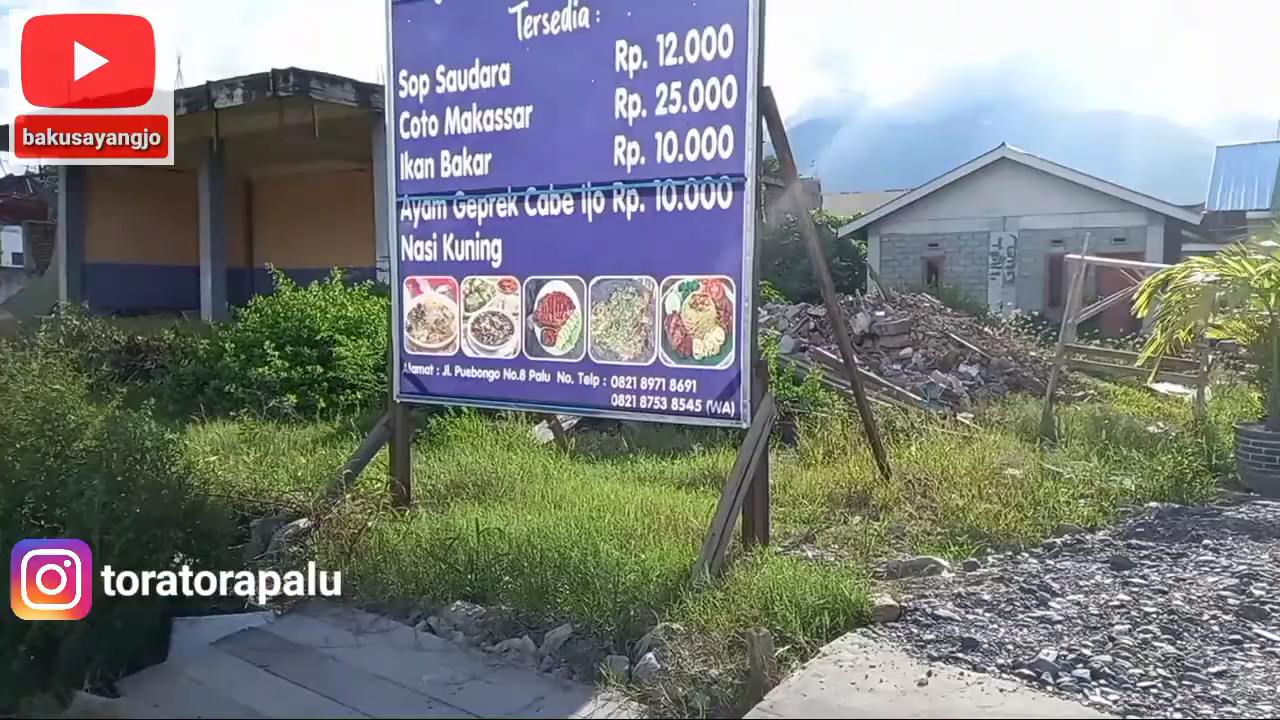 bakusayangjo
Tersedia :
Sop Saudara Rp. 12.000
Coto Makassar Rp. 25.000
Ikan Bakar Rp. 10.000
Ayam Geprek Cabe Ijo Rp. 10.000
Nasi Kuning
Alamat : Jl. Puebongo No.8 Palu No. Telp : 0821 8971 8691
0821 8753 8545 (WA)
toratorapalu